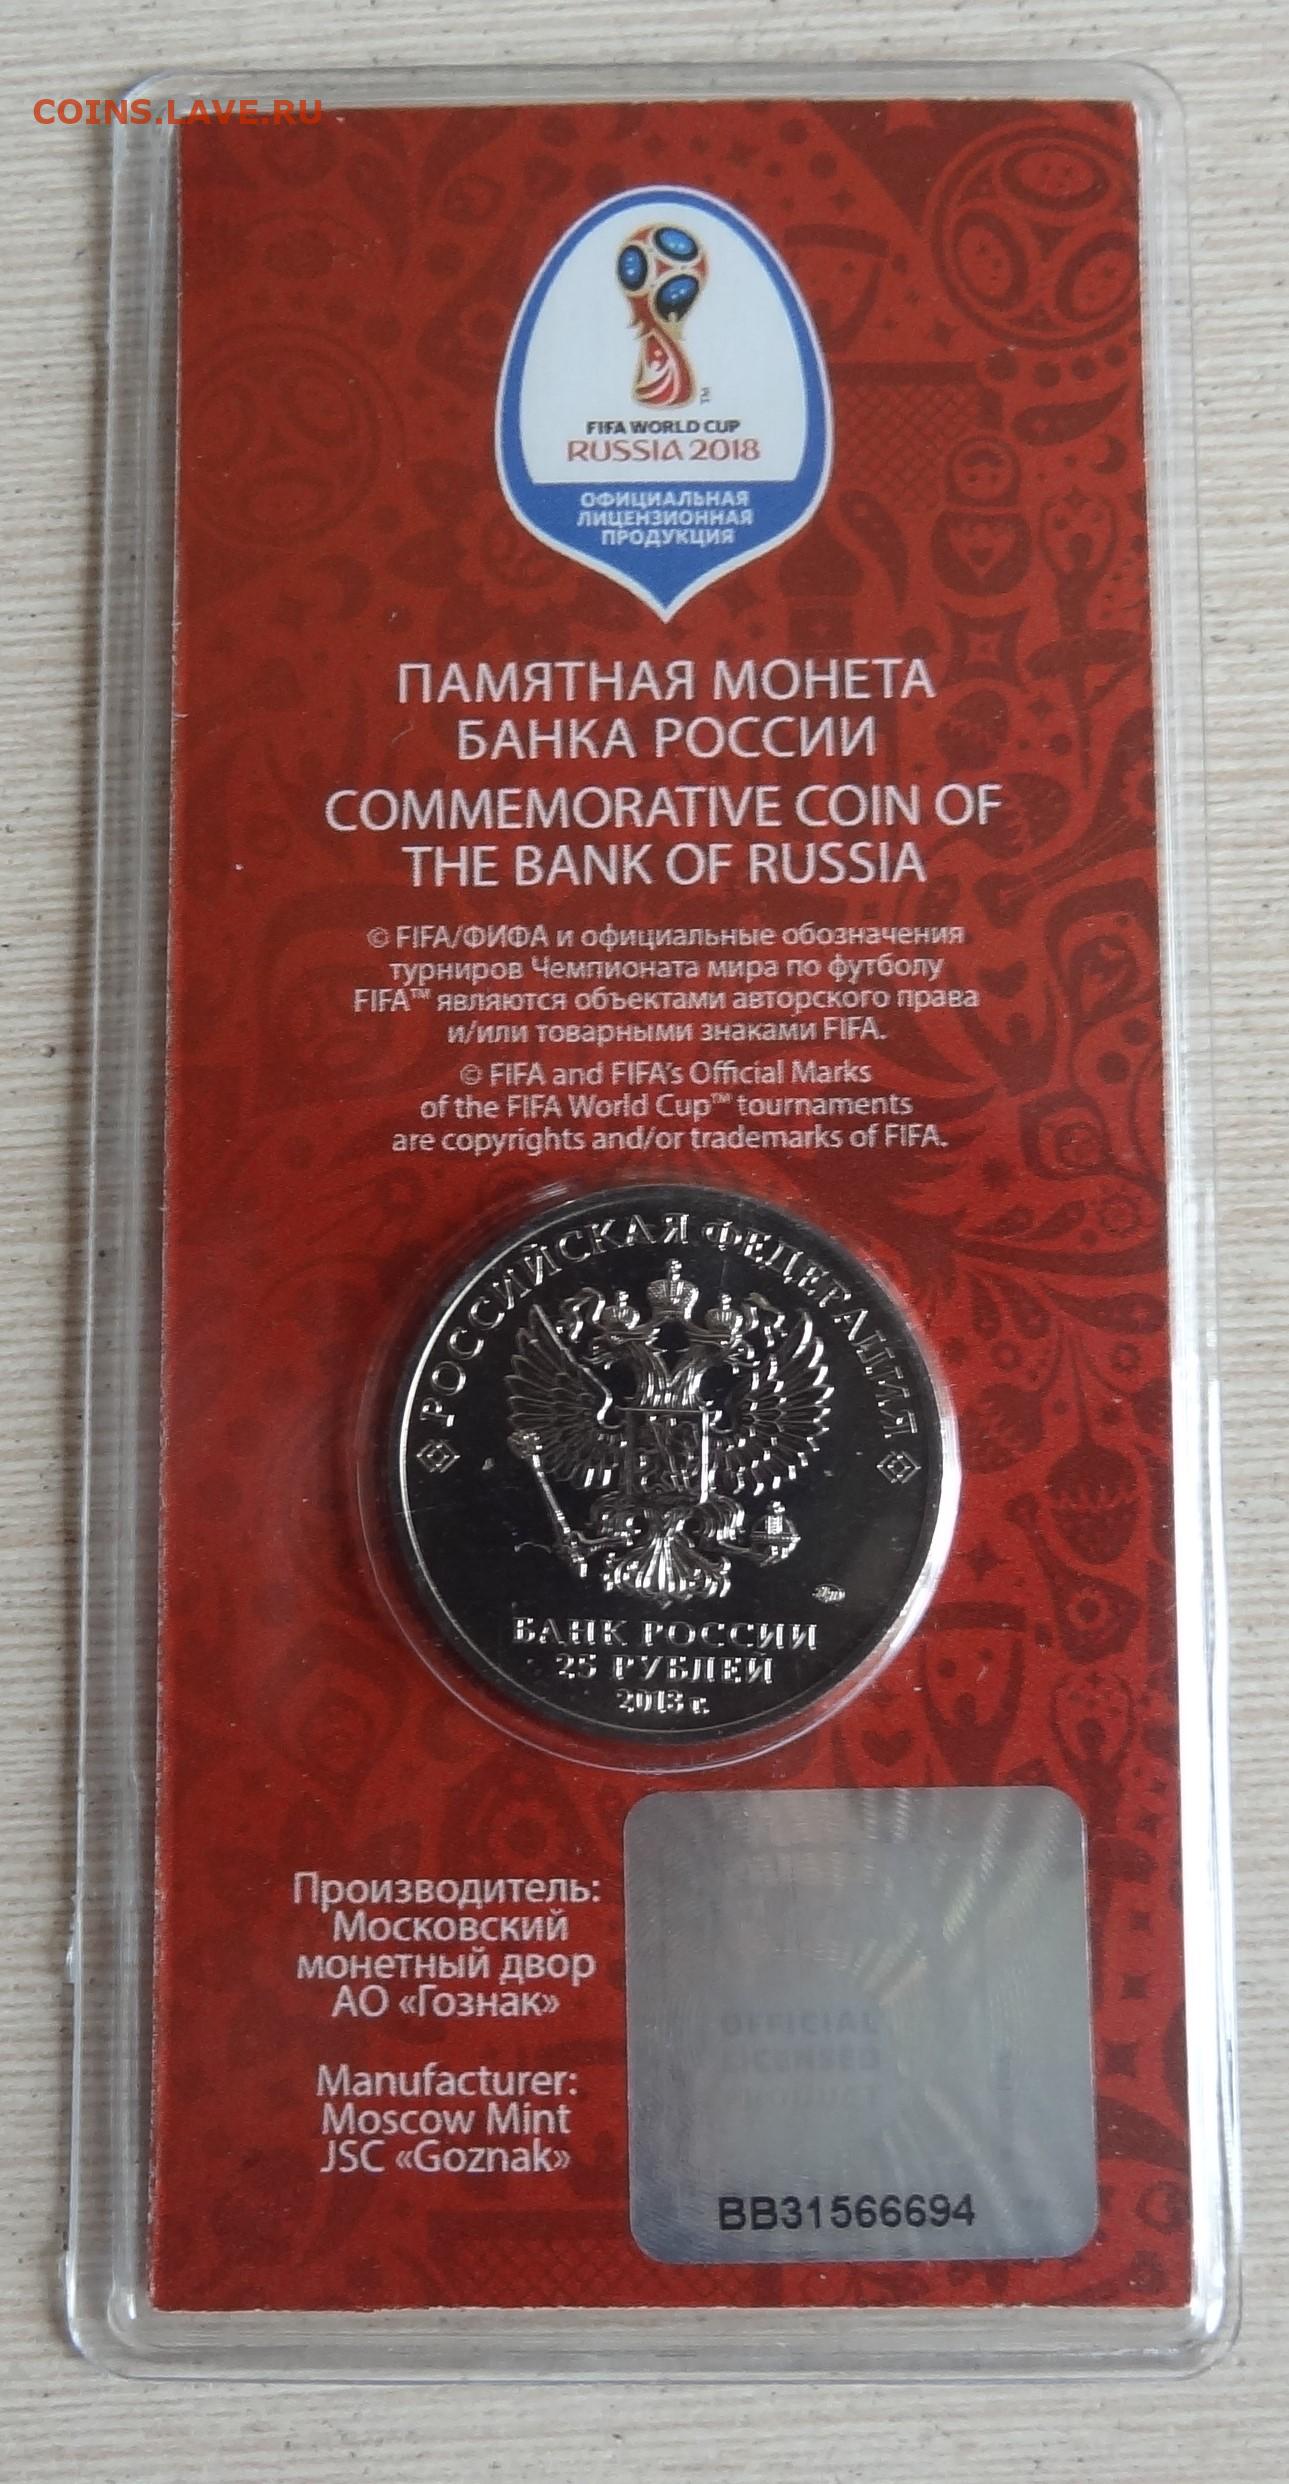 COINS.LAVE.RU
FIFA WORLD CUP
RUSSIA 2018
ОФИЦИАЛЬНАЯ
ЛИЦЕНЗИОННАЯ
ПРОДУКЦИЯ
ПАМЯТНАЯ МОНЕТА
БАНКА РОССИИ
COMMEMORATIVE COIN OF
THE BANK OF RUSSIA
© FIFA/ФИФА и официальные обозначения
турниров Чемпионата мира по футболу
FIFA™ являются объектами авторского права
и/или товарными знаками FIFA.
© FIFA and FIFA's Official Marks
of the FIFA World Cup™ tournaments
are copyrights and/or trademarks of FIFA.
РОССИЙСКАЯ ФЕДЕРАЦИЯ
БАНК РОССИИ
25 РУБЛЕЙ
2018 г.
Производитель:
Московский
монетный двор
АО «Гознак»
Manufacturer:
Moscow Mint
JSC «Goznak»
OFFICIAL
LICENSED
PRODUCT
BB31566694